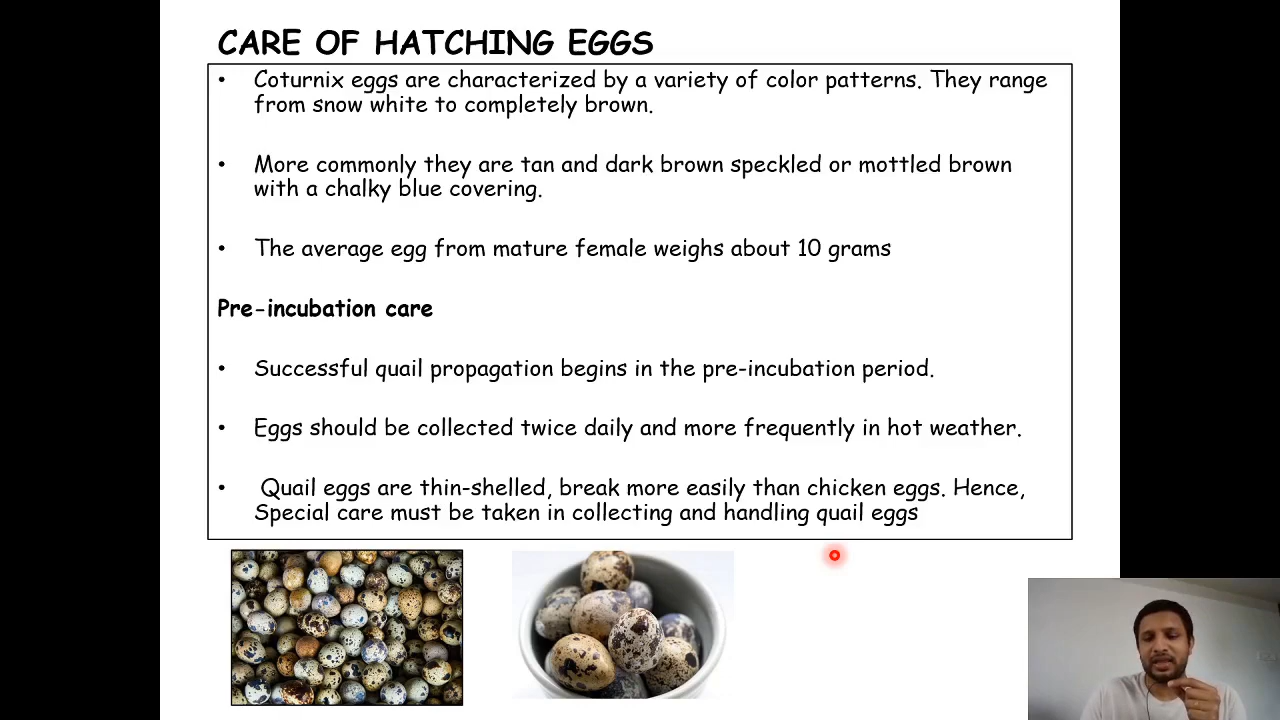 CARE OF HATCHING EGGS
• Coturnix eggs are characterized by a variety of color patterns. They range
from snow white to completely brown.
• More commonly they are tan and dark brown speckled or mottled brown
with a chalky blue covering.
• The average egg from mature female weighs about 10 grams
Pre-incubation care
• Successful quail propagation begins in the pre-incubation period.
• Eggs should be collected twice daily and more frequently in hot weather.
• Quail eggs are thin-shelled, break more easily than chicken eggs. Hence,
Special care must be taken in collecting and handling quail eggs